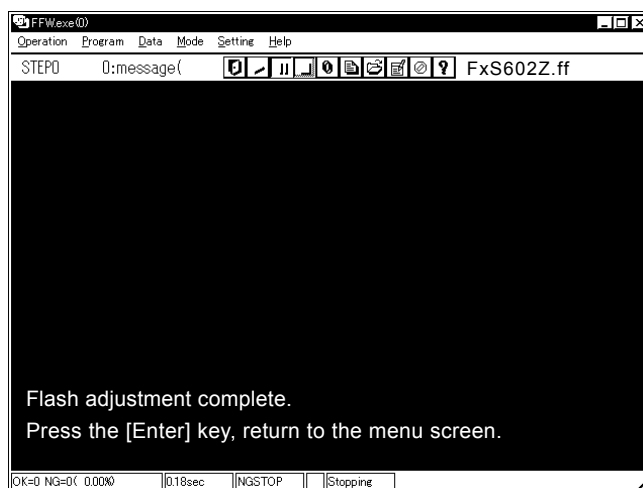 FFW.exe(0)
Operation Program Data Mode Setting Help
STEP0 0:message( FxS602Z.ff
Flash adjustment complete.
Press the [Enter] key, return to the menu screen.
OK=0 NG=0( 0.00%) 0.18sec NGSTOP Stopping